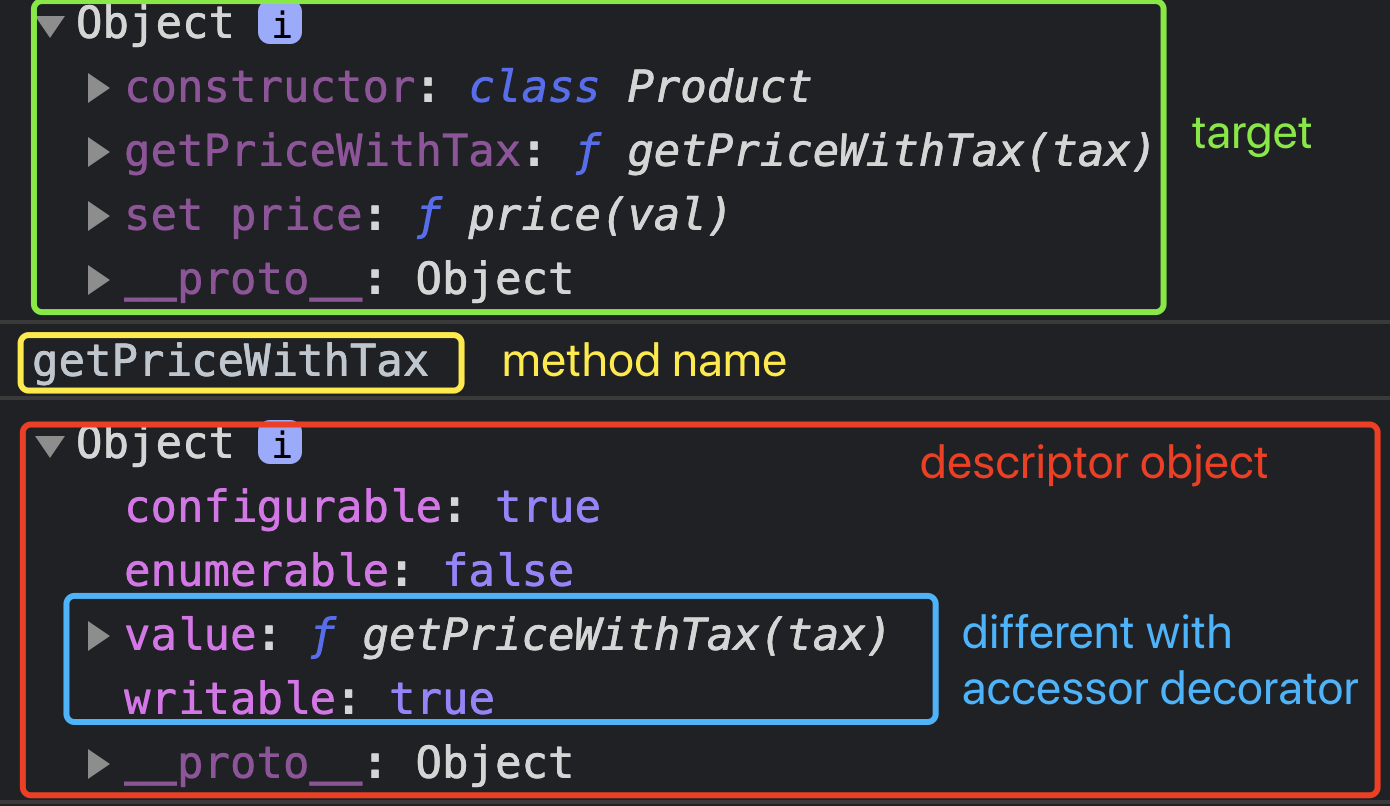 Object i
constructor: class Product
getPriceWithTax: ƒ getPriceWithTax(tax)
set price: ƒ price(val)
__proto__: Object
target
getPriceWithTax
method name
Object i
descriptor object
configurable: true
enumerable: false
value: ƒ getPriceWithTax(tax)
writable: true
different with
accessor decorator
__proto__: Object